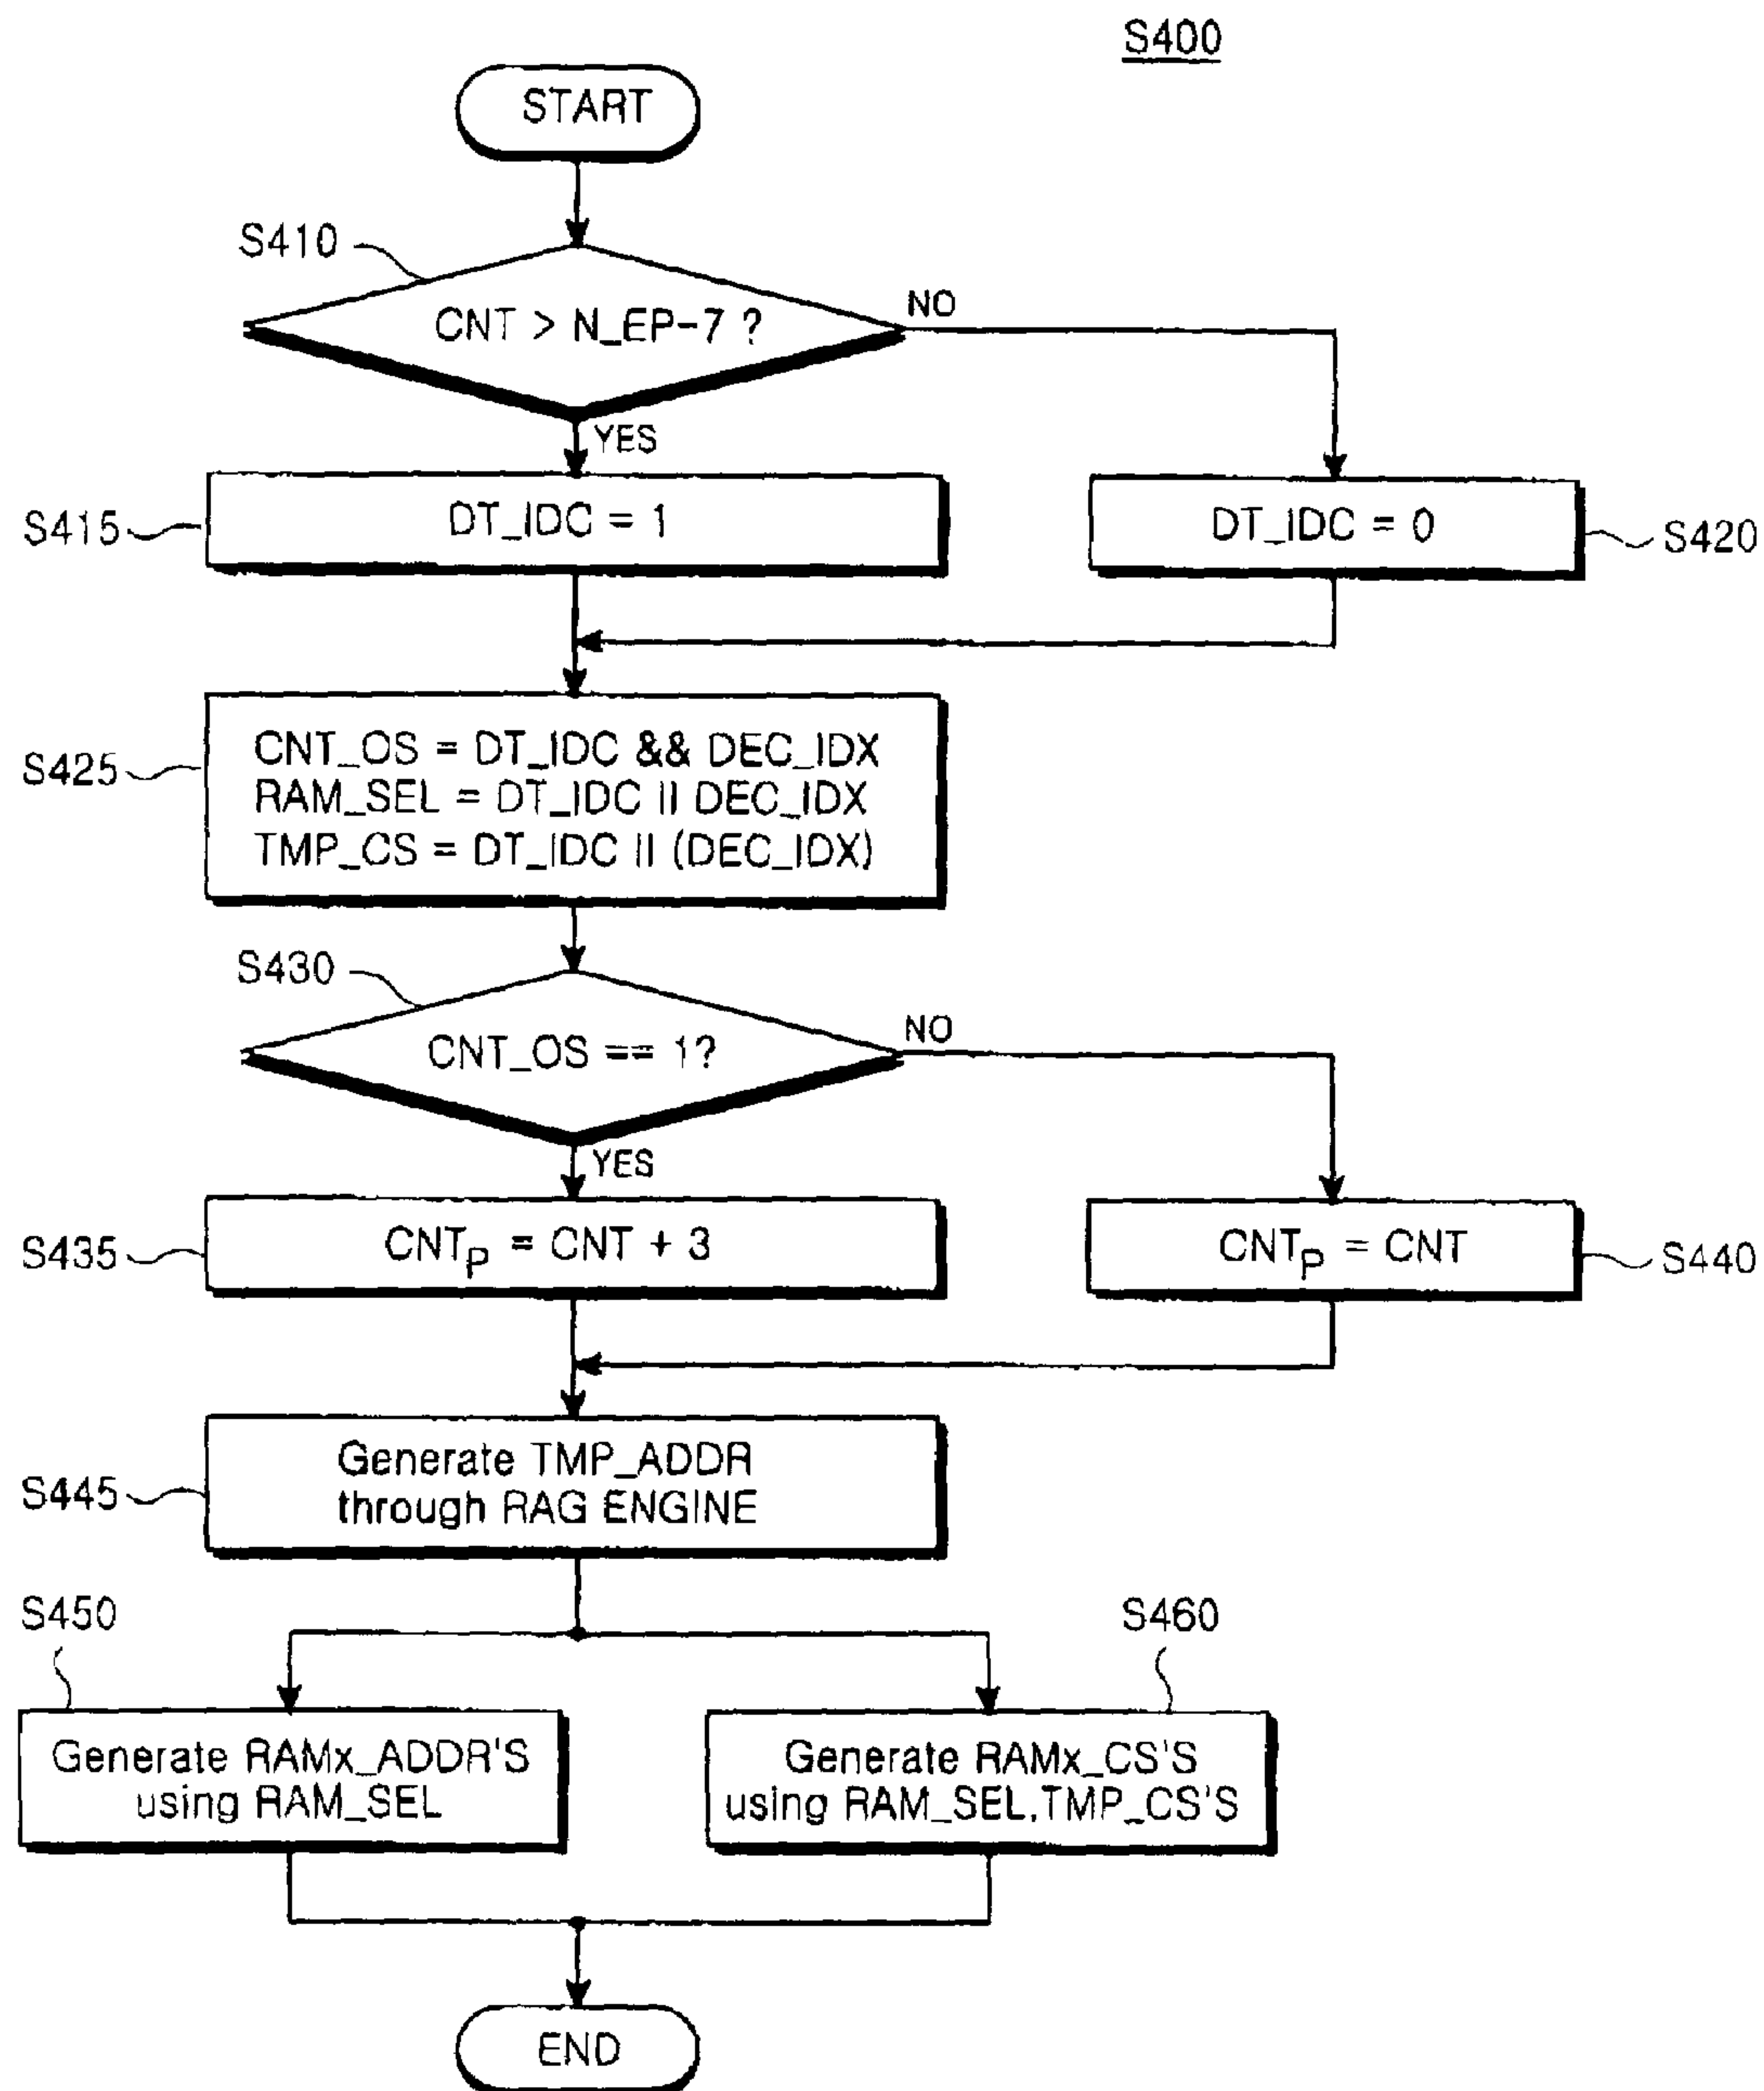 S400
START
S410
CNT > N_EP-7 ?
NO
YES
S415
DT_IDC = 1
DT_IDC = 0
S420
S425
CNT_OS = DT_IDC && DEC_IDX
RAM_SEL = DT_IDC || DEC_IDX
TMP_CS = DT_IDC || (DEC_IDX)
S430
CNT_OS == 1?
NO
YES
S435
CNTP = CNT + 3
CNTP = CNT
S440
S445
Generate TMP_ADDR
through RAG ENGINE
S450
S460
Generate RAMx_ADDR'S
using RAM_SEL
Generate RAMx_CS'S
using RAM_SEL,TMP_CS'S
END